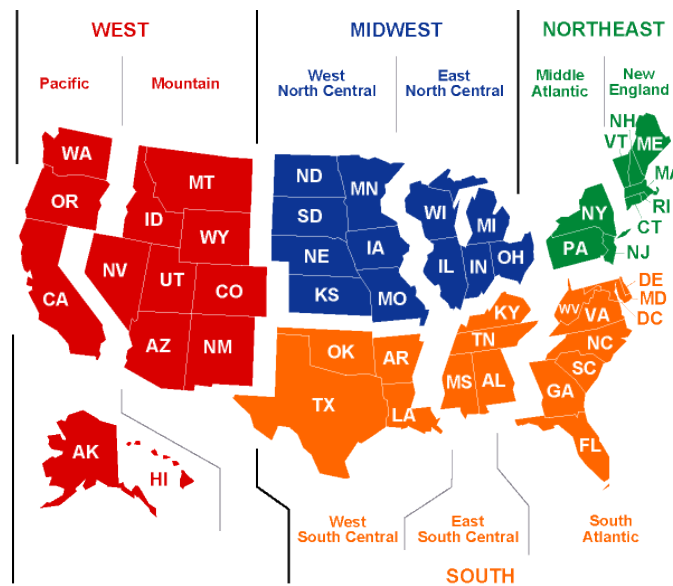 WEST
MIDWEST
NORTHEAST
Pacific
Mountain
West
North Central
East
North Central
Middle
Atlantic
New
England
WA
OR
CA
NV
ID
MT
WY
UT
CO
AZ
NM
AK
HI
ND
SD
NE
KS
MN
IA
MO
WI
MI
IL
IN
OH
NH
VT
ME
MA
RI
CT
NY
PA
NJ
OK
TX
AR
LA
KY
TN
MS
AL
DE
MD
DC
WV
VA
NC
SC
GA
FL
West
South Central
East
South Central
South
Atlantic
SOUTH